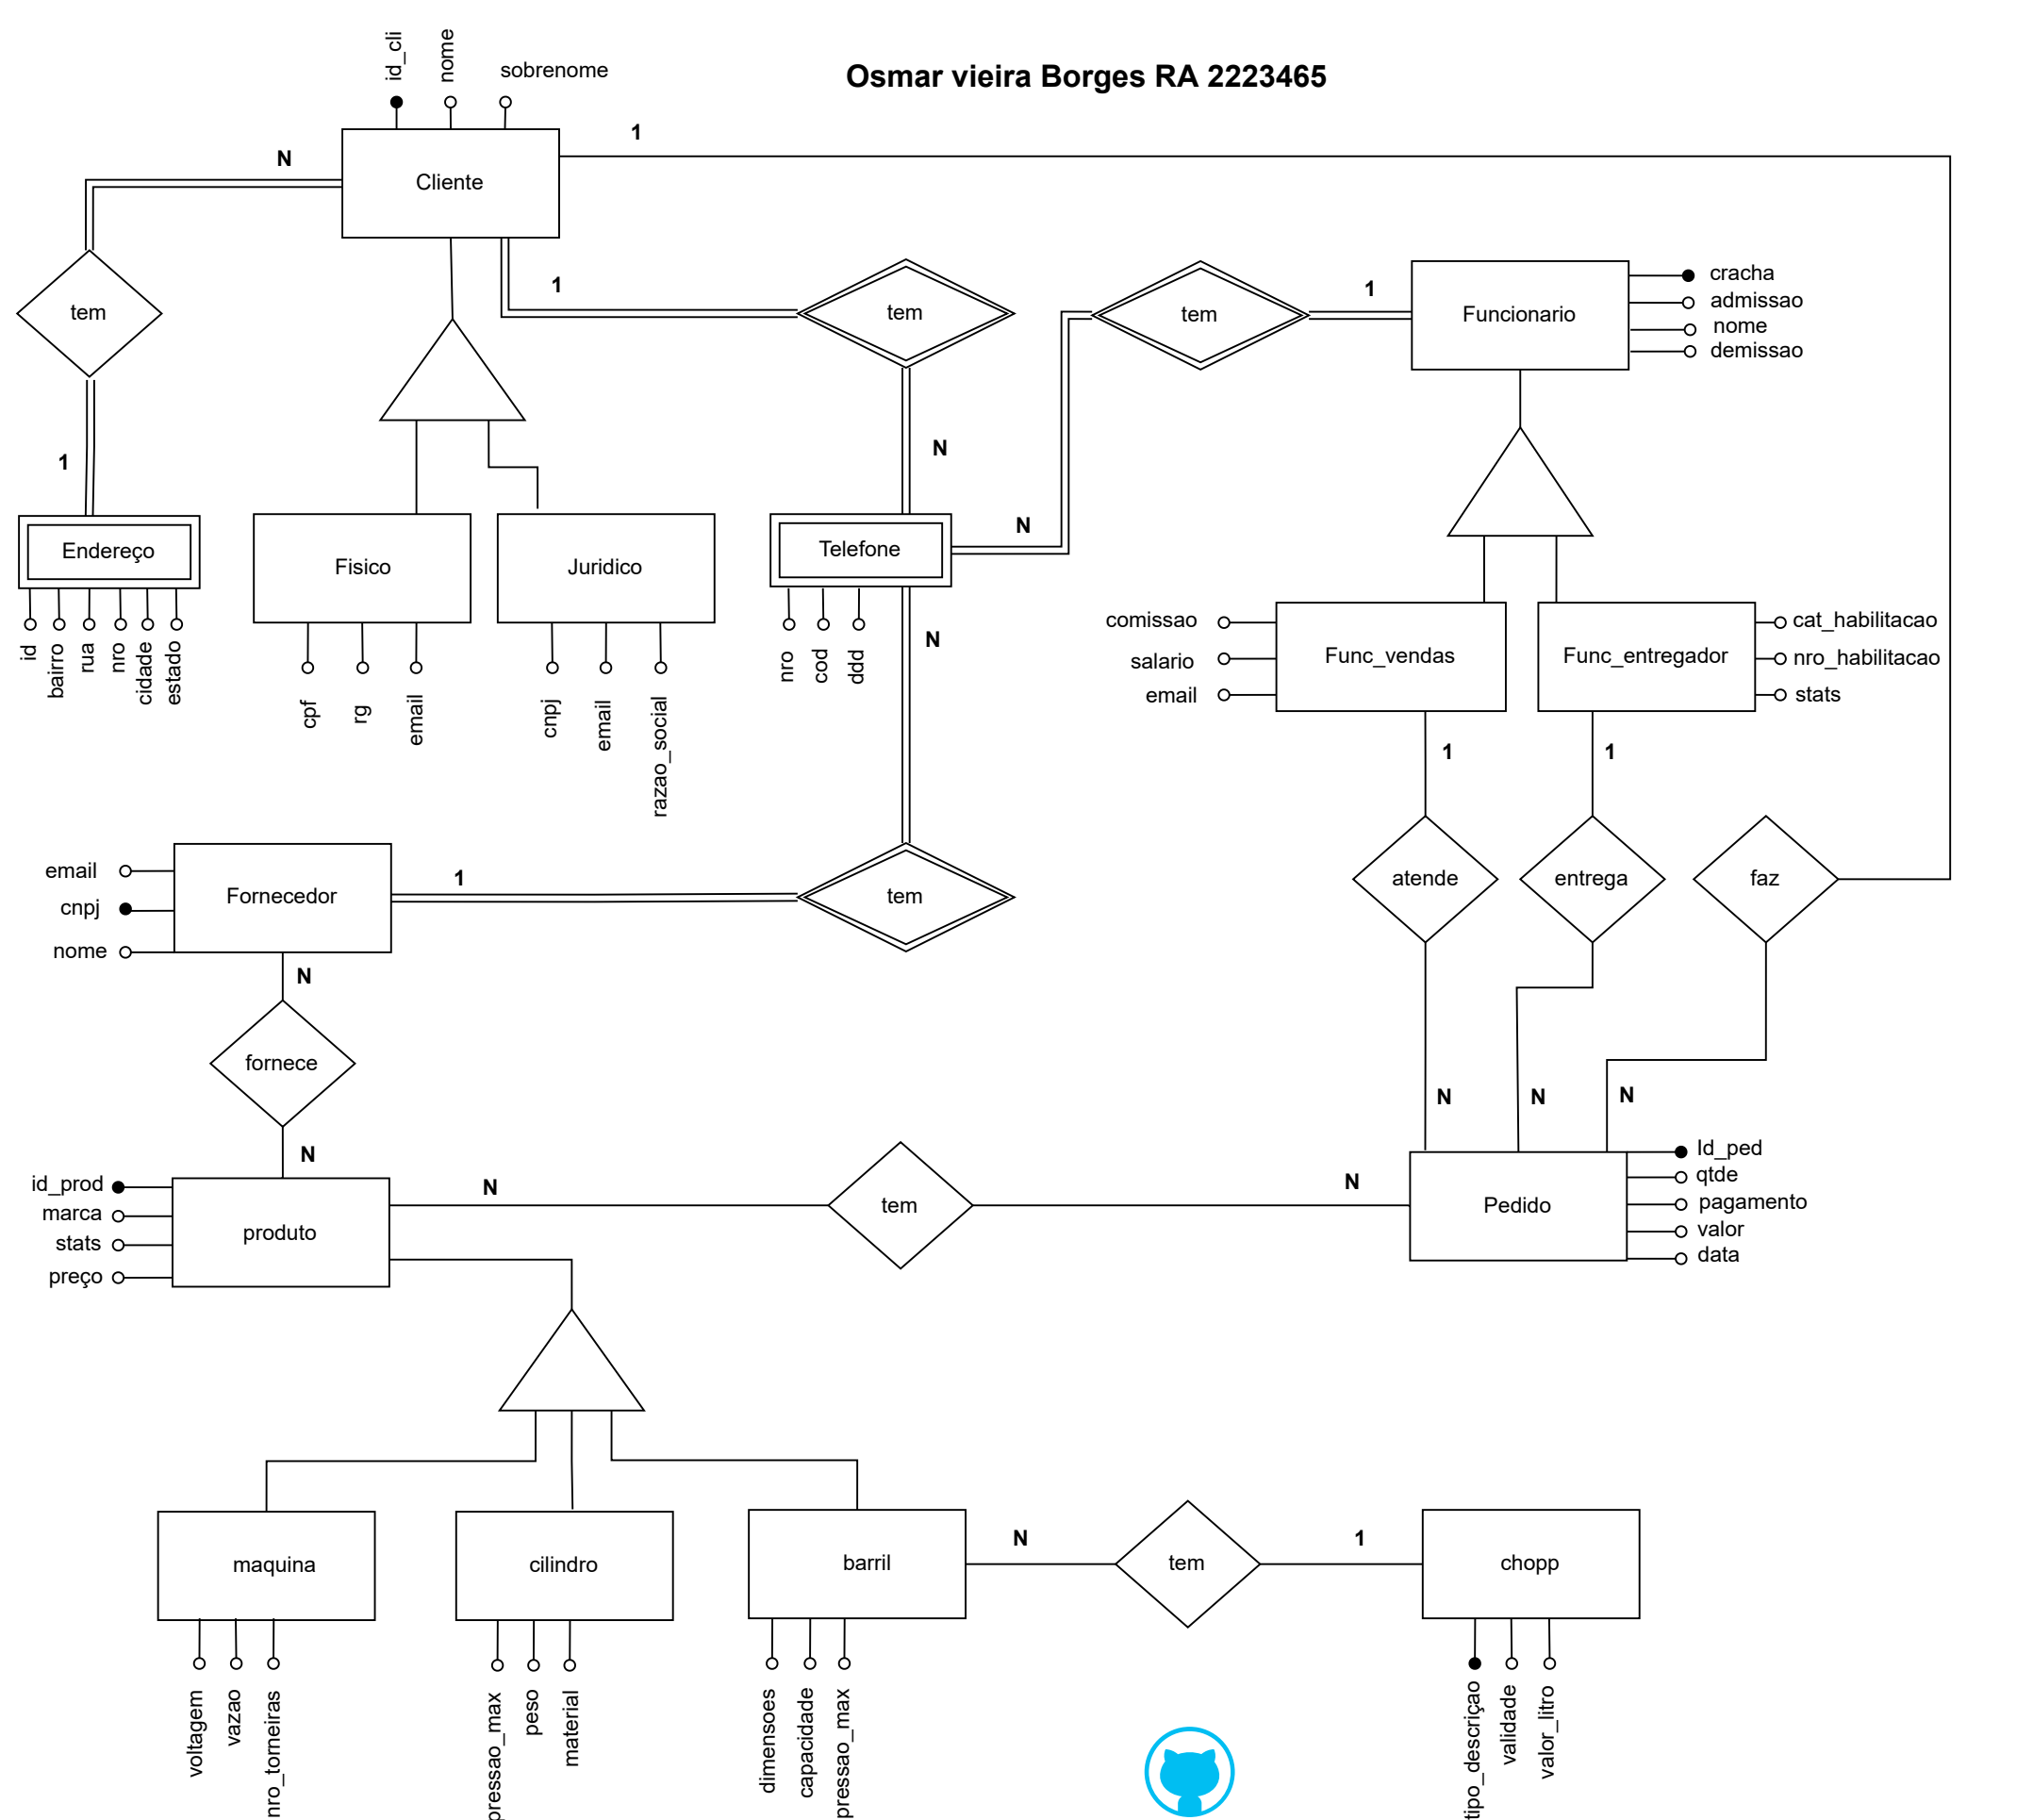 id_cli
nome
sobrenome
Osmar vieira Borges RA 2223465
1
N
Cliente
tem
1
tem
tem
1
Funcionario
cracha
admissao
nome
demissao
1
N
N
Endereço
Fisico
Juridico
Telefone
id
bairro
rua
nro
cidade
estado
cpf
rg
email
cnpj
email
razao_social
nro
cod
ddd
N
comissao
salario
email
Func_vendas
Func_entregador
cat_habilitacao
nro_habilitacao
stats
1
1
email
cnpj
nome
Fornecedor
1
tem
atende
entrega
faz
N
fornece
N
N
N
N
id_prod
marca
stats
preço
produto
N
tem
N
Pedido
Id_ped
qtde
pagamento
valor
data
maquina
cilindro
barril
N
tem
1
chopp
voltagem
vazao
nro_torneiras
pressao_max
peso
material
dimensoes
capacidade
pressao_max
tipo_descriçao
validade
valor_litro